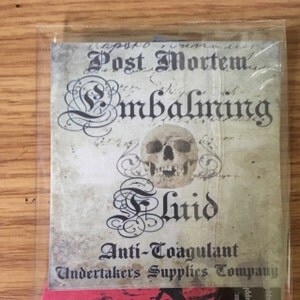 Post Mortem
Embalming
Fluid
Anti-Coagulant
Undertakers Supplies Company